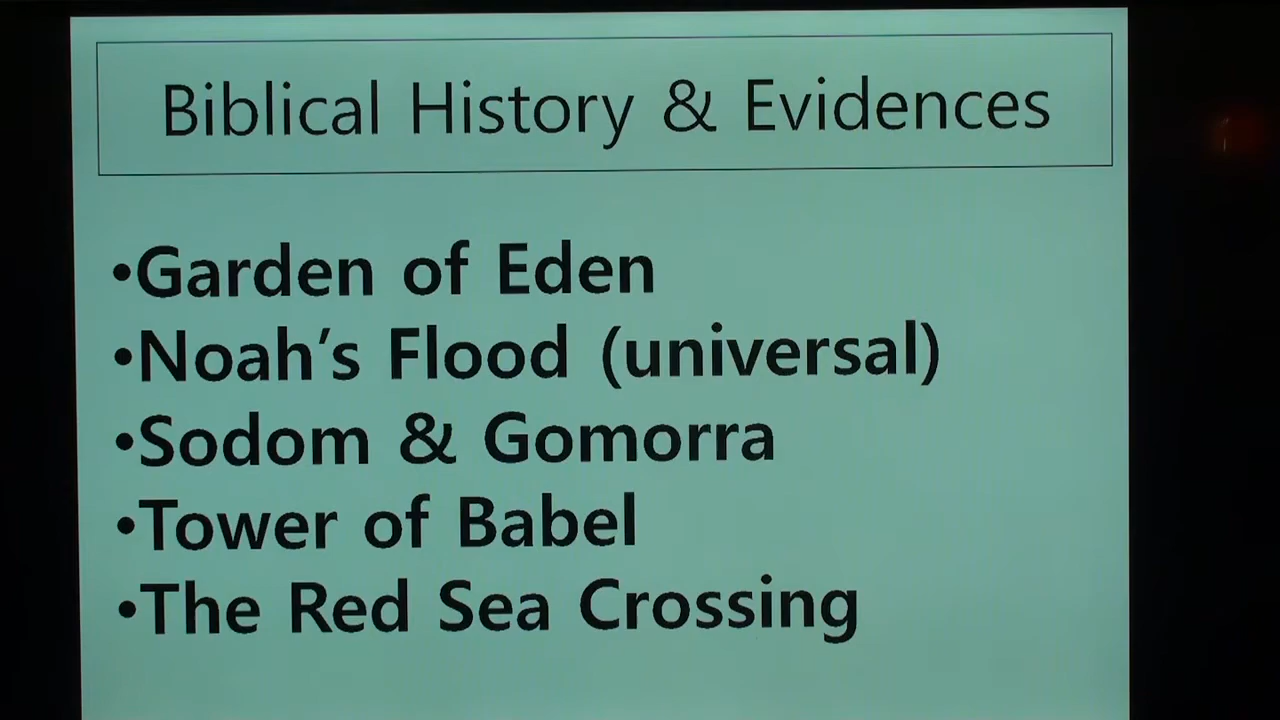 Biblical History & Evidences
•Garden of Eden
•Noah's Flood (universal)
•Sodom & Gomorra
•Tower of Babel
•The Red Sea Crossing